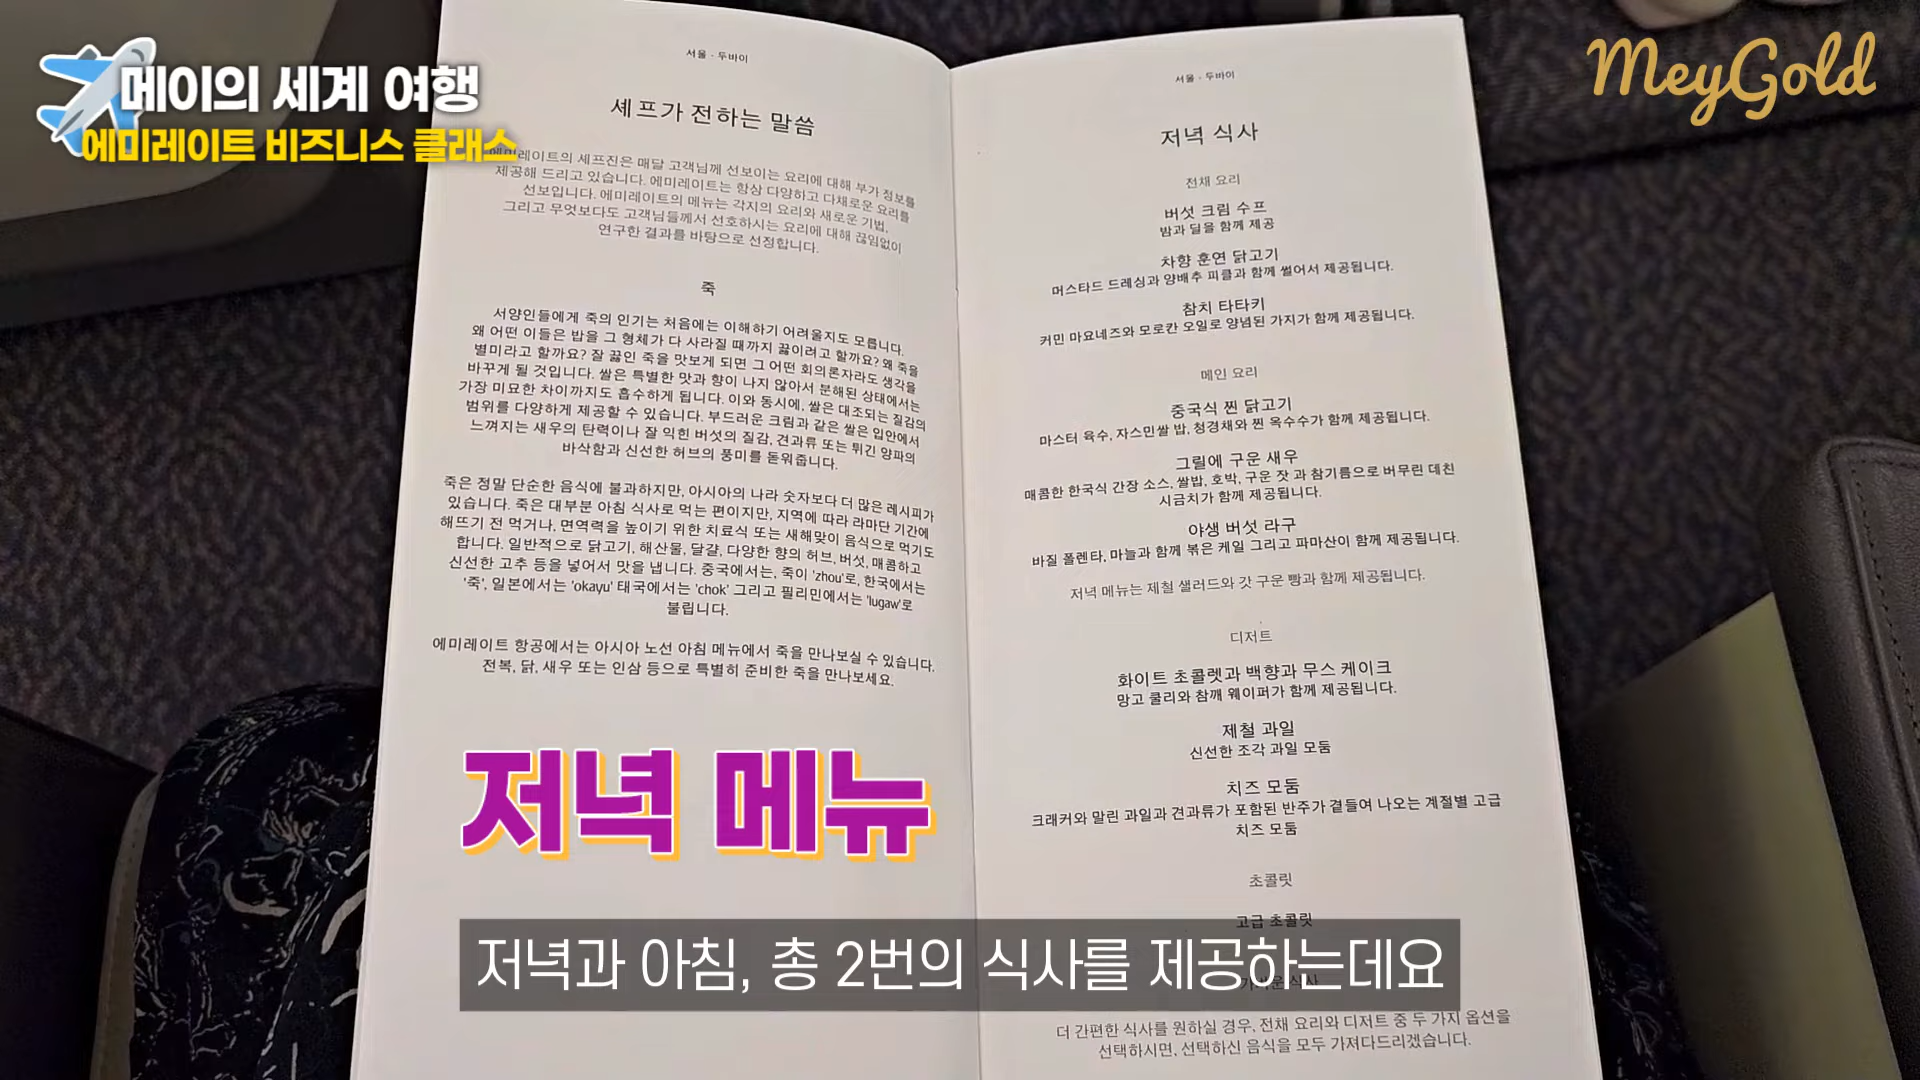 메이의 세계 여행
에미레이트 비즈니스 클래스
MeyGold
서울 - 두바이
셰프가 전하는 말씀
에미레이트의 셰프진은 매달 고객님께 선보이는 요리에 대해 부가 정보를
제공해 드리고 있습니다. 에미레이트는 항상 다양하고 다채로운 요리를
선보입니다. 에미레이트의 메뉴는 각지의 요리와 새로운 기법,
그리고 무엇보다도 고객님들께서 선호하시는 요리에 대해 끊임없이
연구한 결과를 바탕으로 선정합니다.
죽
서양인들에게 죽의 인기는 처음에는 이해하기 어려울지도 모릅니다.
왜 어떤 이들은 밥을 그 형체가 다 사라질 때까지 끓이려고 할까요? 왜 죽을
별미라고 할까요? 잘 끓인 죽을 맛보게 되면 그 어떤 회의론자라도 생각을
바꾸게 될 것입니다. 쌀은 특별한 맛과 향이 나지 않아서 분해된 상태에서는
가장 미묘한 차이까지도 흡수하게 됩니다. 이와 동시에, 쌀은 대조되는 질감의
범위를 다양하게 제공할 수 있습니다. 부드러운 크림과 같은 쌀은 입안에서
느껴지는 새우의 탄력이나 잘 익힌 버섯의 질감, 견과류 또는 튀긴 양파의
바삭함과 신선한 허브의 풍미를 돋워줍니다.
죽은 정말 단순한 음식에 불과하지만, 아시아의 나라 숫자보다 더 많은 레시피가
있습니다. 죽은 대부분 아침 식사로 먹는 편이지만, 지역에 따라 라마단 기간에
해뜨기 전 먹거나, 면역력을 높이기 위한 치료식 또는 새해맞이 음식으로 먹기도
합니다. 일반적으로 닭고기, 해산물, 달걀, 다양한 향의 허브, 버섯, 매콤하고
신선한 고추 등을 넣어서 맛을 냅니다. 중국에서는, 죽이 'zhou'로, 한국에서는
'죽', 일본에서는 'okayu' 태국에서는 'chok' 그리고 필리핀에서는 'lugaw'로
불립니다.
에미레이트 항공에서는 아시아 노선 아침 메뉴에서 죽을 만나보실 수 있습니다.
전복, 닭, 새우 또는 인삼 등으로 특별히 준비한 죽을 만나보세요.
저녁 메뉴
서울 - 두바이
저녁 식사
전채 요리
버섯 크림 수프
밤과 딜을 함께 제공
차향 훈연 닭고기
머스타드 드레싱과 양배추 피클과 함께 썰어서 제공됩니다.
참치 타타키
커민 마요네즈와 모로칸 오일로 양념된 가지가 함께 제공됩니다.
메인 요리
중국식 찐 닭고기
마스터 육수, 자스민쌀 밥, 청경채와 찐 옥수수가 함께 제공됩니다.
그릴에 구운 새우
매콤한 한국식 간장 소스, 쌀밥, 호박, 구운 잣 과 참기름으로 버무린 데친
시금치가 함께 제공됩니다.
야생 버섯 라구
바질 폴렌타, 마늘과 함께 볶은 케일 그리고 파마산이 함께 제공됩니다.
저녁 메뉴는 제철 샐러드와 갓 구운 빵과 함께 제공됩니다.
디저트
화이트 초콜렛과 백향과 무스 케이크
망고 쿨리와 참깨 웨이퍼가 함께 제공됩니다.
제철 과일
신선한 조각 과일 모둠
치즈 모둠
크래커와 말린 과일과 견과류가 포함된 반주가 곁들여 나오는 계절별 고급
치즈 모둠
초콜릿
고급 초콜릿
저녁과 아침, 총 2번의 식사를 제공하는데요
더 간편한 식사를 원하실 경우, 전채 요리와 디저트 중 두 가지 옵션을
선택하시면, 선택하신 음식을 모두 가져다드리겠습니다.